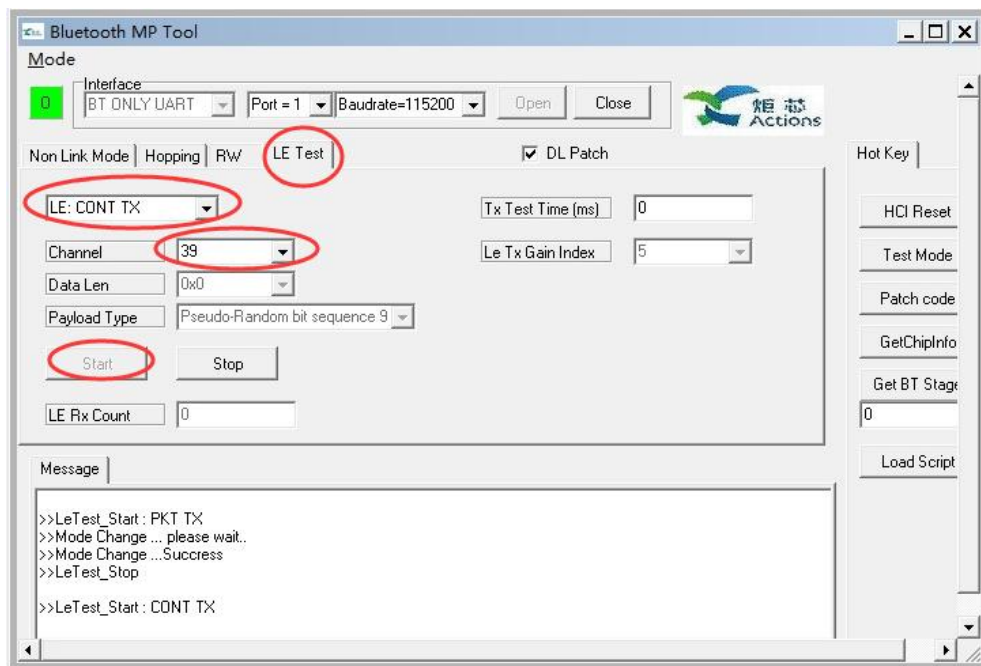 Bluetooth MP Tool
Mode
Interface
0
BT ONLY UART
Port = 1
Baudrate=115200
Open
Close
炬芯
Actions
Non Link Mode
Hopping
RW
LE Test
DL Patch
Hot Key
LE: CONT TX
Tx Test Time (ms)
0
HCI Reset
Channel
39
Le Tx Gain Index
5
Test Mode
Data Len
0x0
Patch code
Payload Type
Pseudo-Random bit sequence 9
GetChipInfo
Start
Stop
Get BT Stage
LE Rx Count
0
0
Message
Load Script
>>LeTest_Start : PKT TX
>>Mode Change ... please wait..
>>Mode Change ...Succress
>>LeTest_Stop
>>LeTest_Start : CONT TX